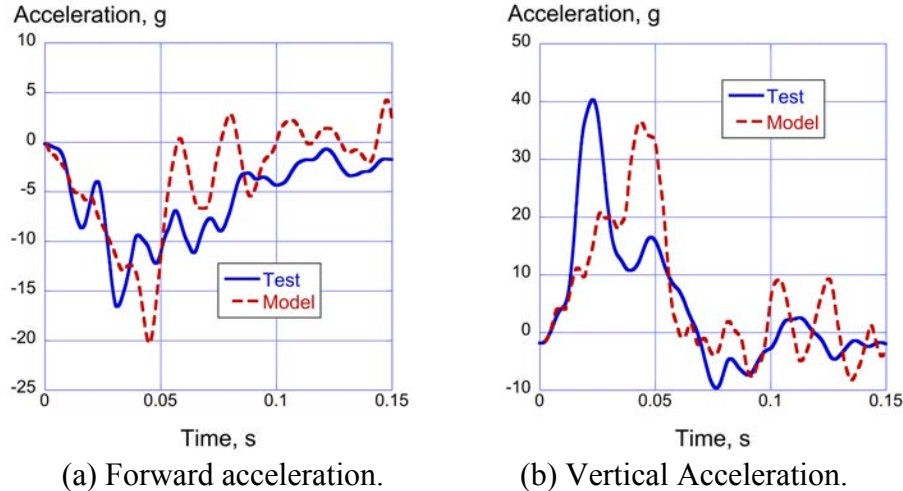 Acceleration, g
10
5
0
-5
-10
-15
-20
-25
0
0.05
0.1
0.15
Test
Model
Time, s
(a) Forward acceleration.
Acceleration, g
50
40
30
20
10
0
-10
0
0.05
0.1
0.15
Test
Model
Time, s
(b) Vertical Acceleration.